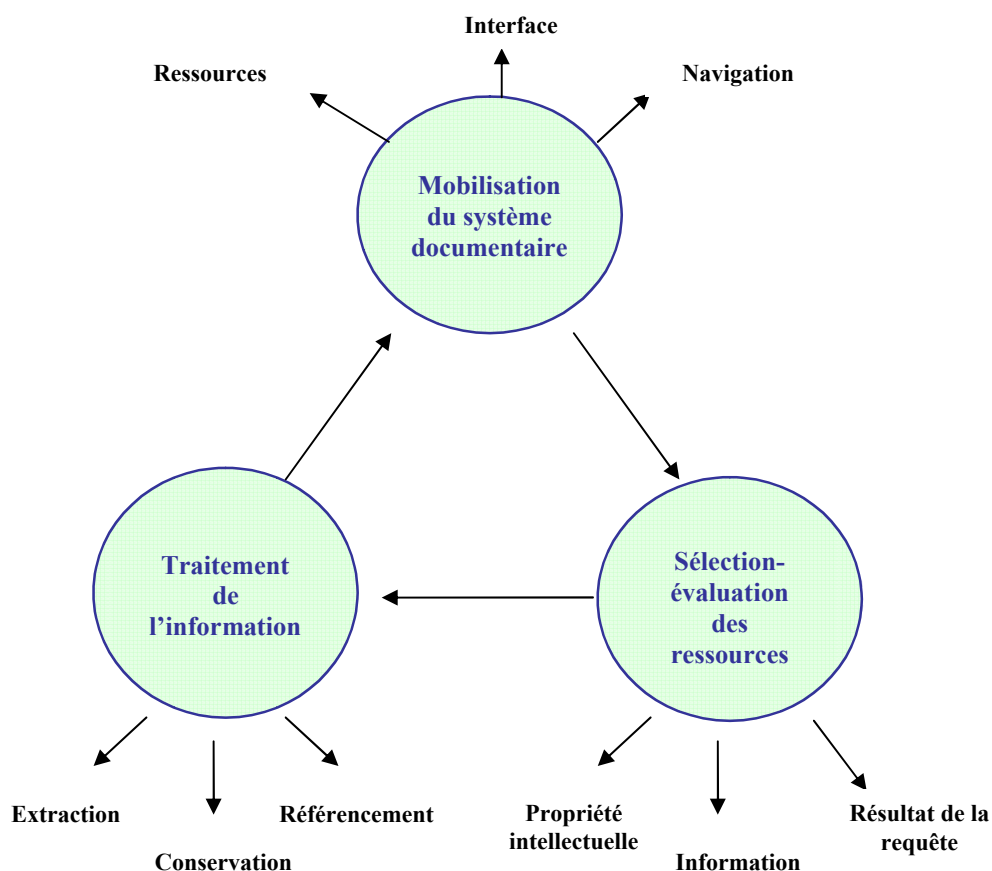 Interface
Ressources
Navigation
Mobilisation
du système
documentaire
Traitement
de
l’information
Sélection-
évaluation
des
ressources
Extraction
Conservation
Référencement
Propriété
intellectuelle
Information
Résultat de la
requête